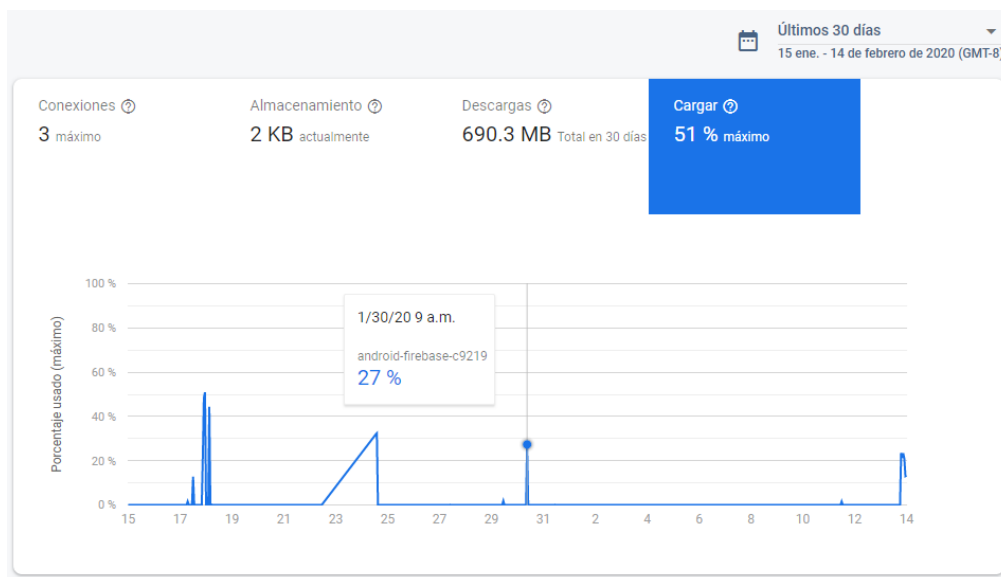 Últimos 30 días
15 ene. - 14 de febrero de 2020 (GMT-8)
Conexiones
3 máximo
Almacenamiento
2 KB actualmente
Descargas
690.3 MB Total en 30 días
Cargar
51 % máximo
Porcentaje usado (máximo)
100 %
80 %
60 %
40 %
20 %
0 %
1/30/20 9 a.m.
android-firebase-c9219
27 %
15 17 19 21 23 25 27 29 31 2 4 6 8 10 12 14